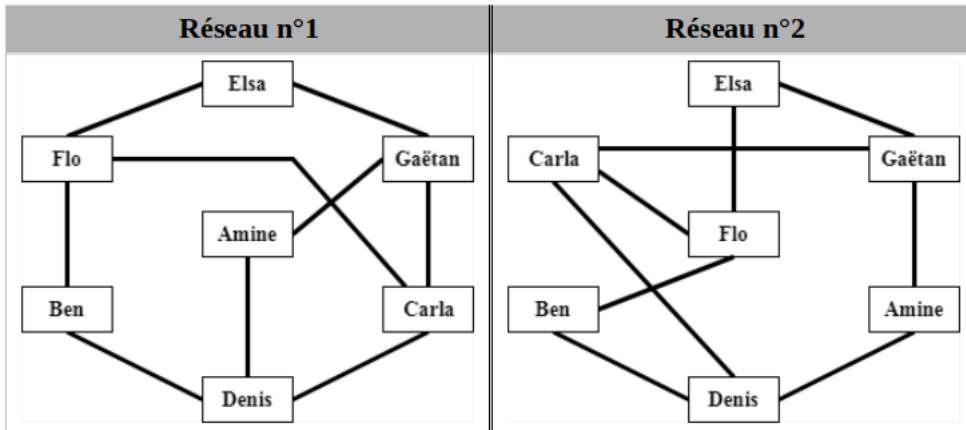 Réseau n°1
Elsa
Flo
Gaëtan
Amine
Ben
Carla
Denis
Réseau n°2
Elsa
Carla
Gaëtan
Flo
Ben
Amine
Denis